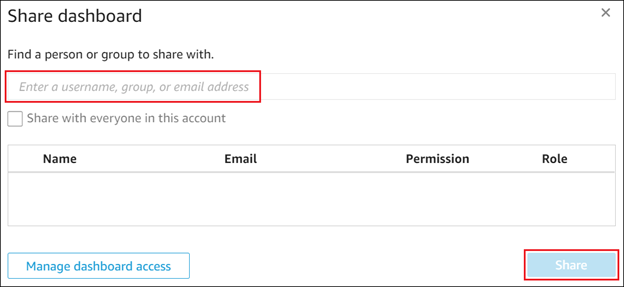 Share dashboard
Find a person or group to share with.
Enter a username, group, or email address
Share with everyone in this account
Name Email Permission Role
Manage dashboard access Share